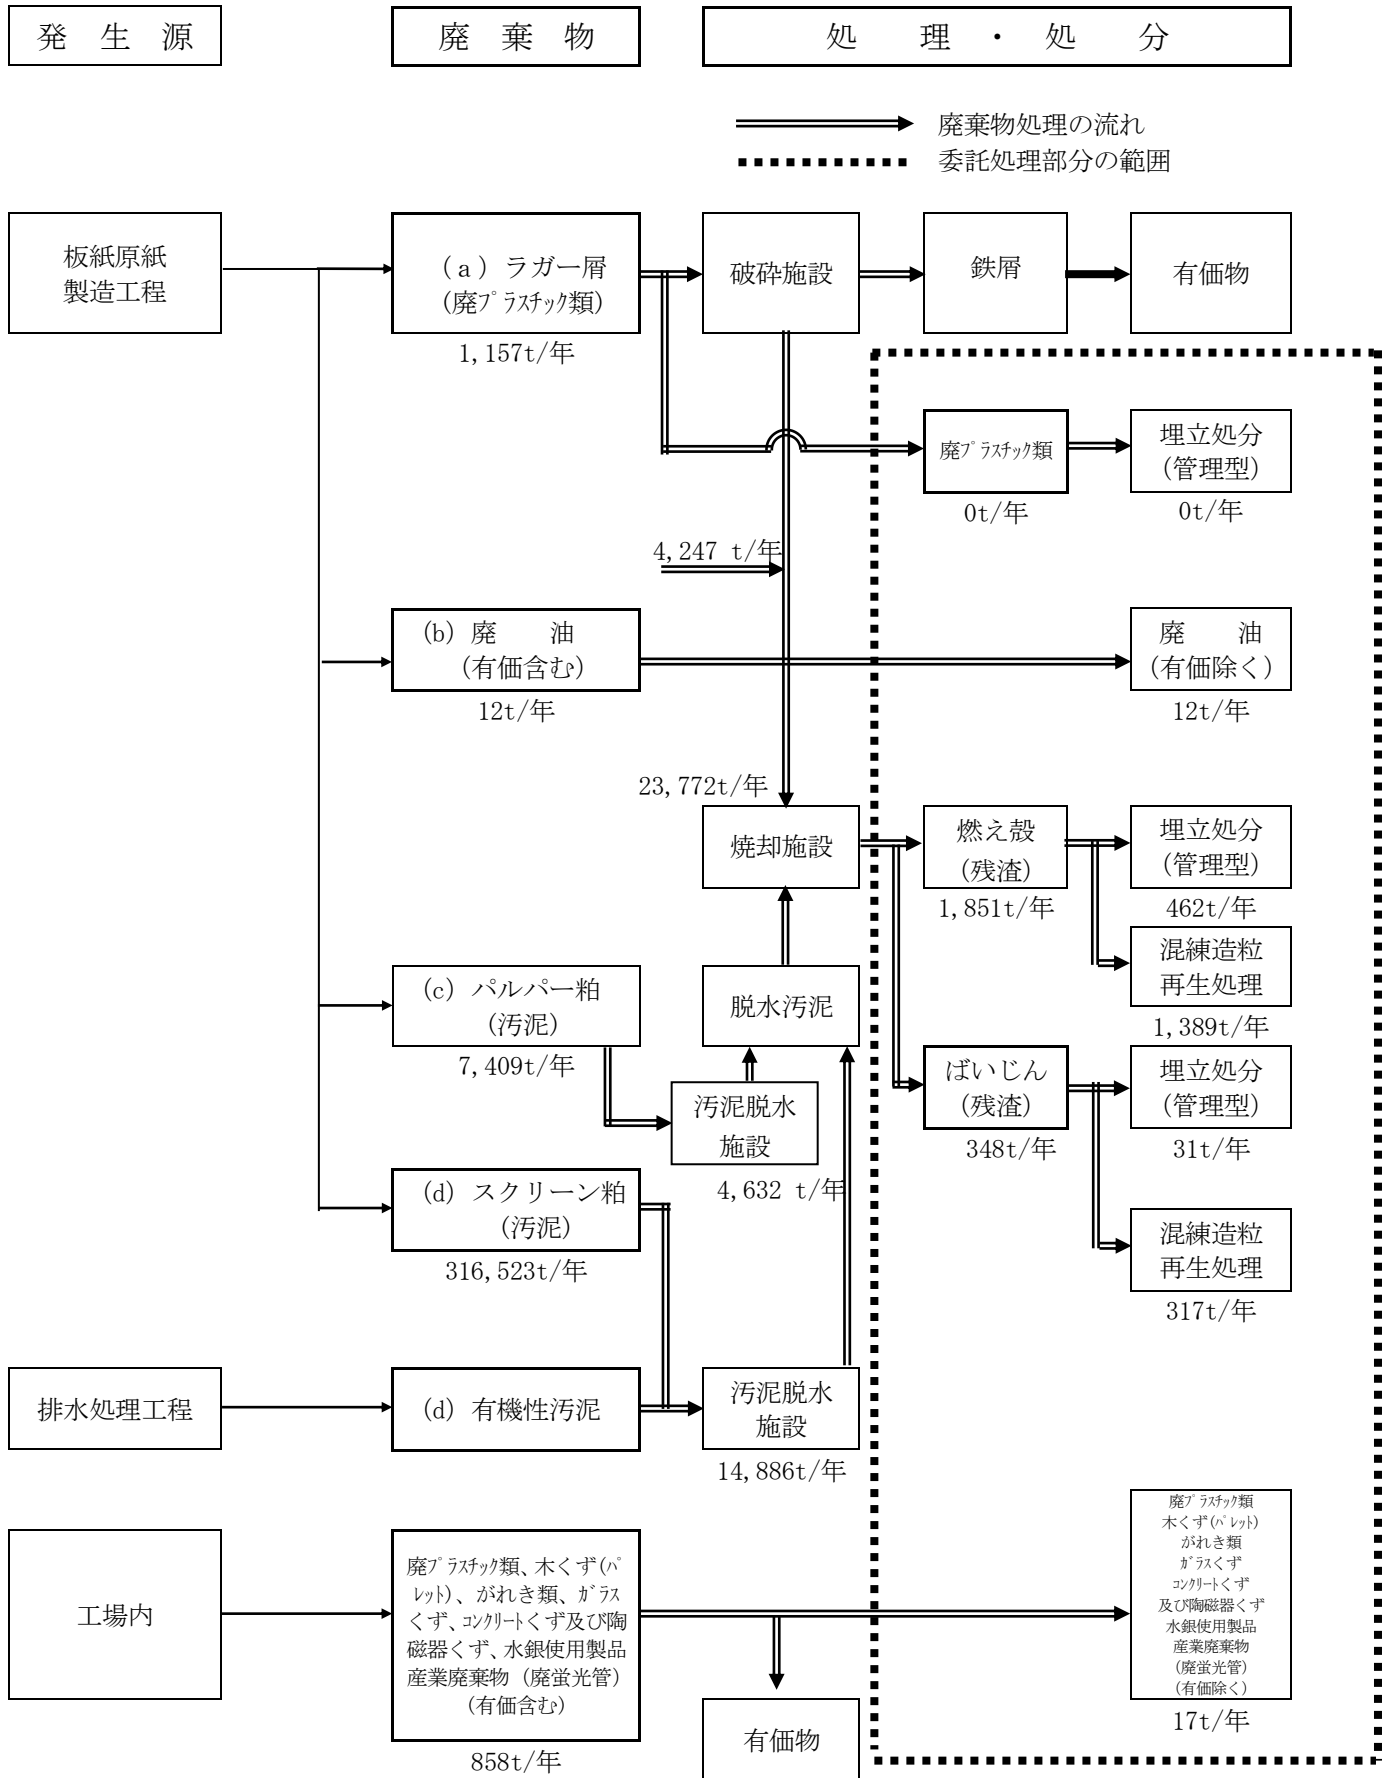 発　生　源
廃　棄　物
処　理　・　処　分
廃棄物処理の流れ
委託処理部分の範囲
板紙原紙
製造工程
（a）ラガー屑
(廃プラスチック類)
1,157t/年
破砕施設
鉄屑
有価物
廃プラスチック類
0t/年
埋立処分
(管理型)
0t/年
4,247 t/年
(b) 廃　　油
(有価含む)
12t/年
廃　　油
(有価除く)
12t/年
23,772t/年
焼却施設
燃え殻
(残渣)
1,851t/年
埋立処分
(管理型)
462t/年
混練造粒
再生処理
1,389t/年
(c) パルパー粕
(汚泥)
7,409t/年
脱水汚泥
汚泥脱水
施設
4,632 t/年
ばいじん
(残渣)
348t/年
埋立処分
(管理型)
31t/年
(d) スクリーン粕
(汚泥)
316,523t/年
混練造粒
再生処理
317t/年
排水処理工程
(d) 有機性汚泥
汚泥脱水
施設
14,886t/年
工場内
廃プラスチック類、木くず(パ
レット)、がれき類、ガラス
くず、コンクリートくず及び陶
磁器くず、水銀使用製品
産業廃棄物（廃蛍光管）
(有価含む)
858t/年
有価物
廃プラスチック類
木くず(パレット)
がれき類
ガラスくず
コンクリートくず
及び陶磁器くず
水銀使用製品
産業廃棄物
(廃蛍光管)
(有価除く)
17t/年